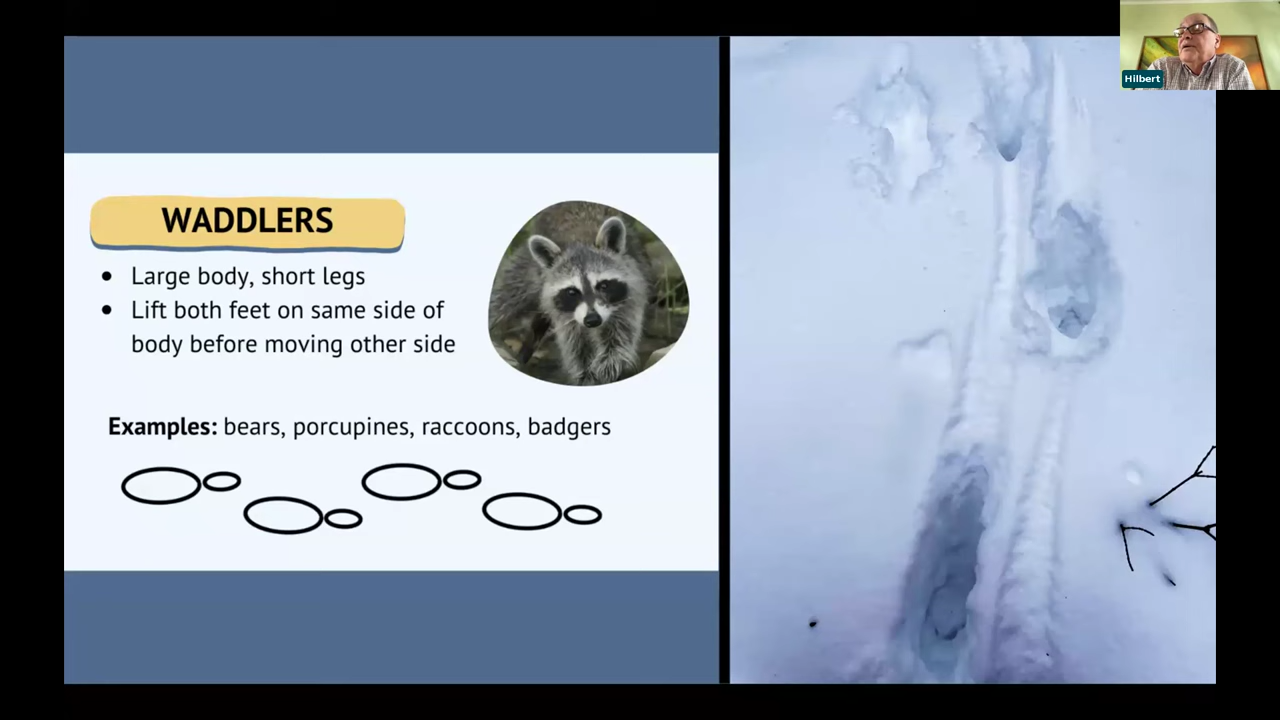 Hilbert
WADDLERS
• Large body, short legs
• Lift both feet on same side of
body before moving other side
Examples: bears, porcupines, raccoons, badgers